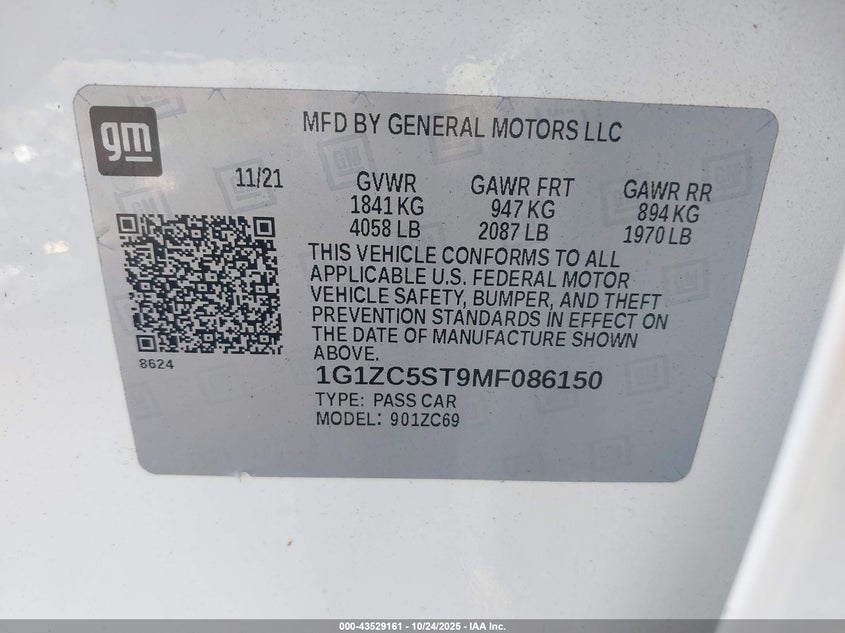 gm
MFD BY GENERAL MOTORS LLC
11/21
GVWR
1841 KG
4058 LB
GAWR FRT
947 KG
2087 LB
GAWR RR
894 KG
1970 LB
THIS VEHICLE CONFORMS TO ALL
APPLICABLE U.S. FEDERAL MOTOR
VEHICLE SAFETY, BUMPER, AND THEFT
PREVENTION STANDARDS IN EFFECT ON
THE DATE OF MANUFACTURE SHOWN
ABOVE.
8624
1G1ZC5ST9MF086150
TYPE: PASS CAR
MODEL: 901ZC69
000-43529161 - 10/24/2025 - IAA Inc.